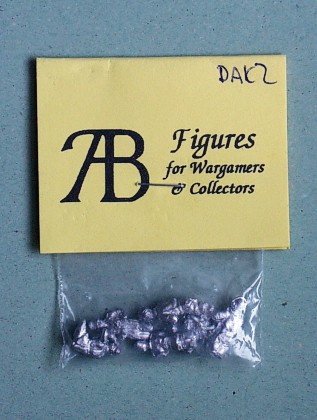 DAK2
AB
Figures
for Wargamers
& Collectors